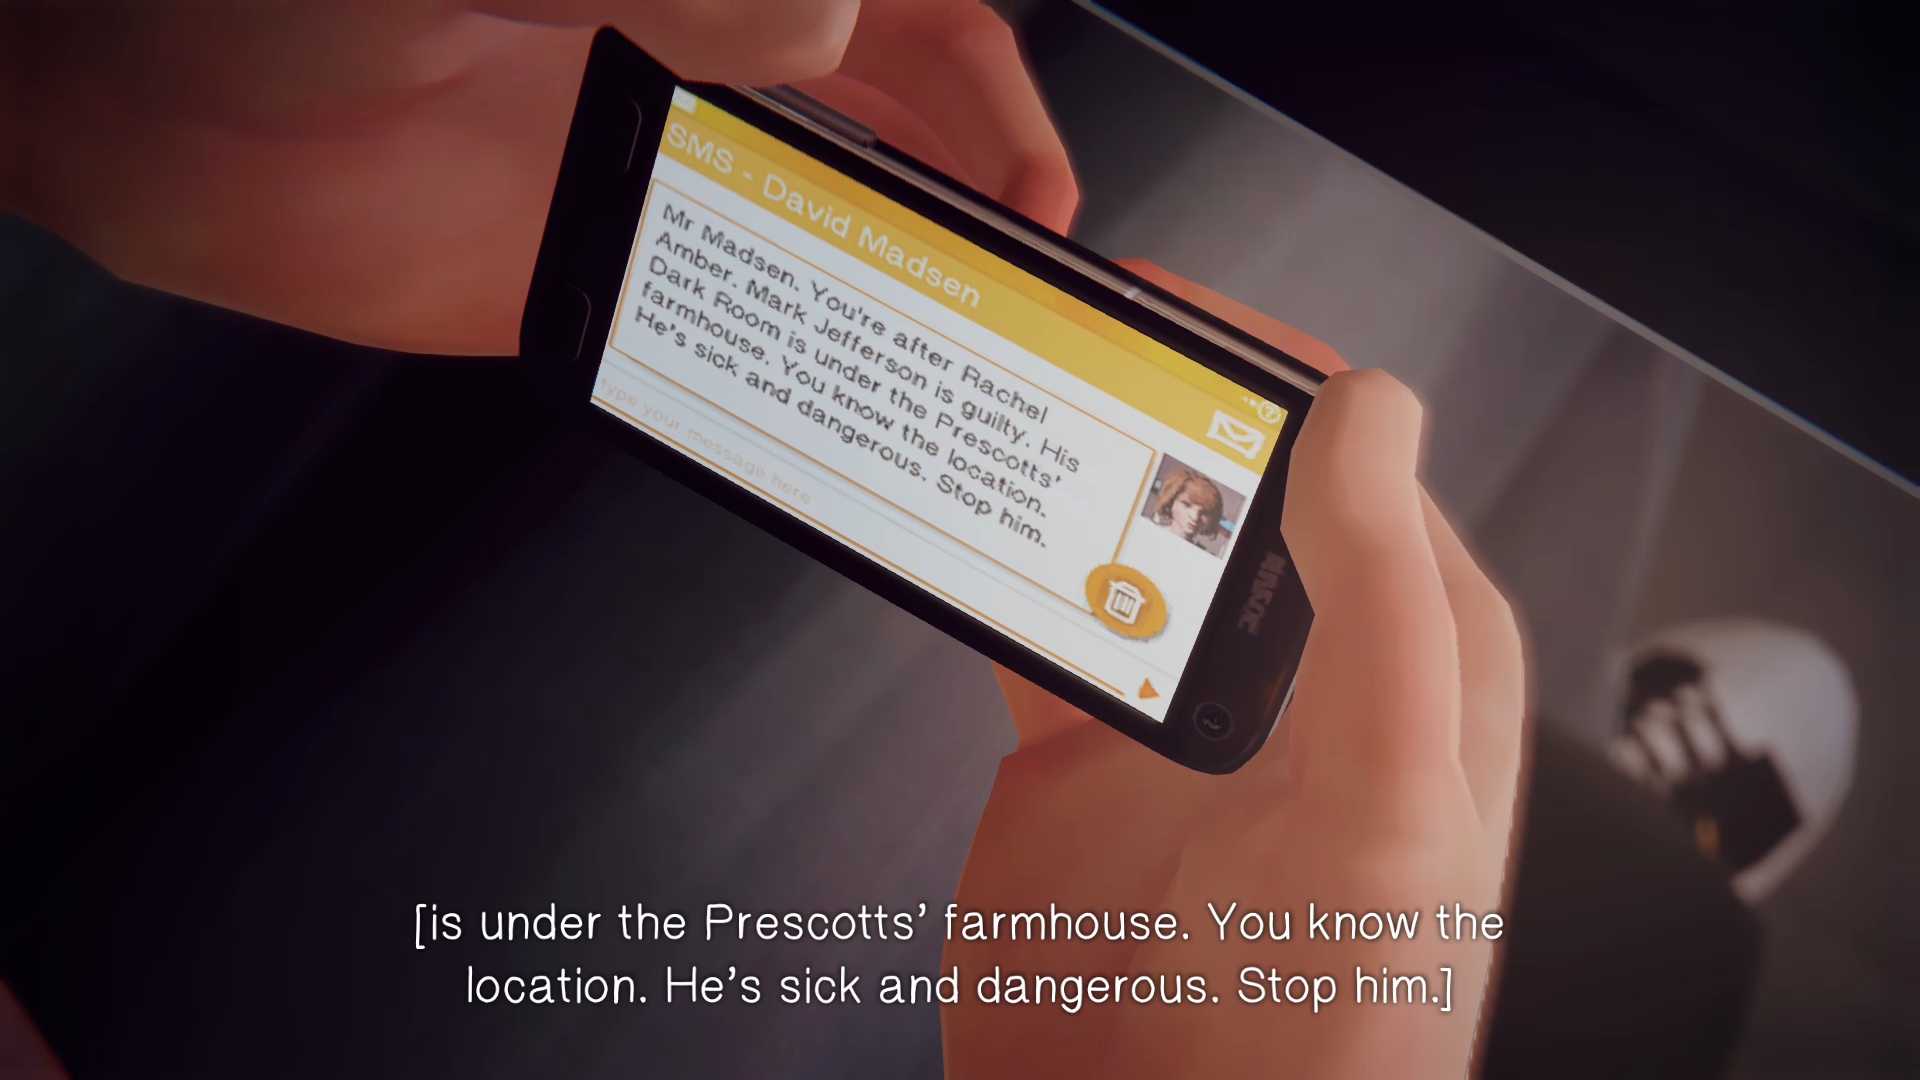 SMS - David Madsen
Mr Madsen. You're after Rachel
Amber. Mark Jefferson is guilty. His
Dark Room is under the Prescotts'
farmhouse. You know the location.
He's sick and dangerous. Stop him.
type your message here
[is under the Prescotts’ farmhouse. You know the
location. He’s sick and dangerous. Stop him.]